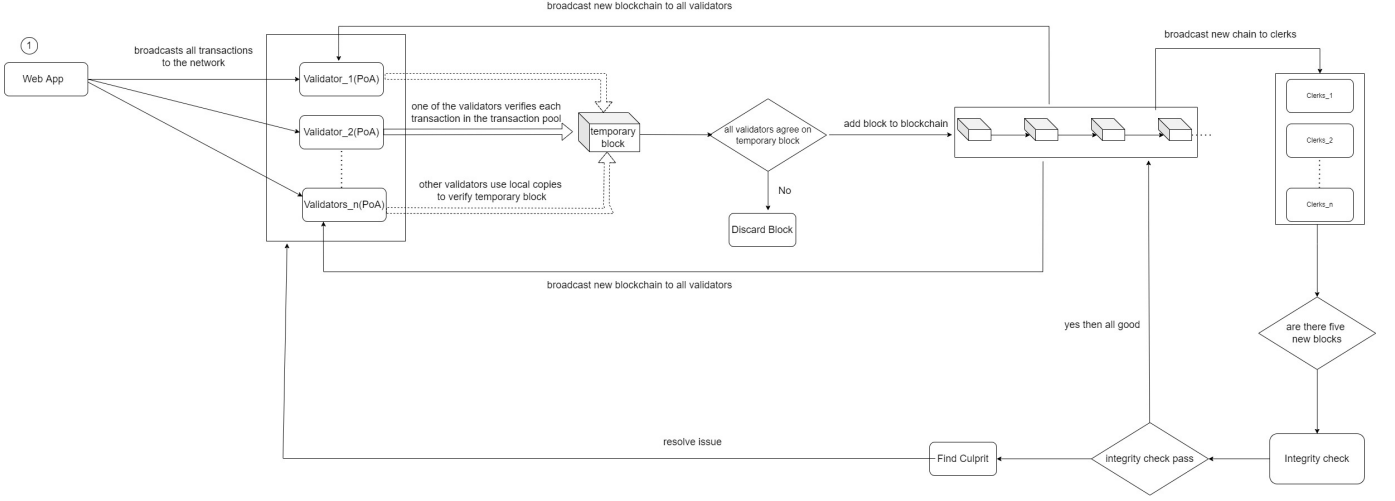 broadcast new blockchain to all validators
broadcast new chain to clerks
1
broadcasts all transactions
to the network
Web App
Validator_1(PoA)
Clerks_1
one of the validators verifies each
transaction in the transaction pool
Validator_2(PoA)
temporary
block
all validators agree on
temporary block
add block to blockchain
Clerks_2
other validators use local copies
to verify temporary block
No
Validators_n(PoA)
Clerks_n
Discard Block
broadcast new blockchain to all validators
yes then all good
are there five
new blocks
resolve issue
Find Culprit
integrity check pass
Integrity check